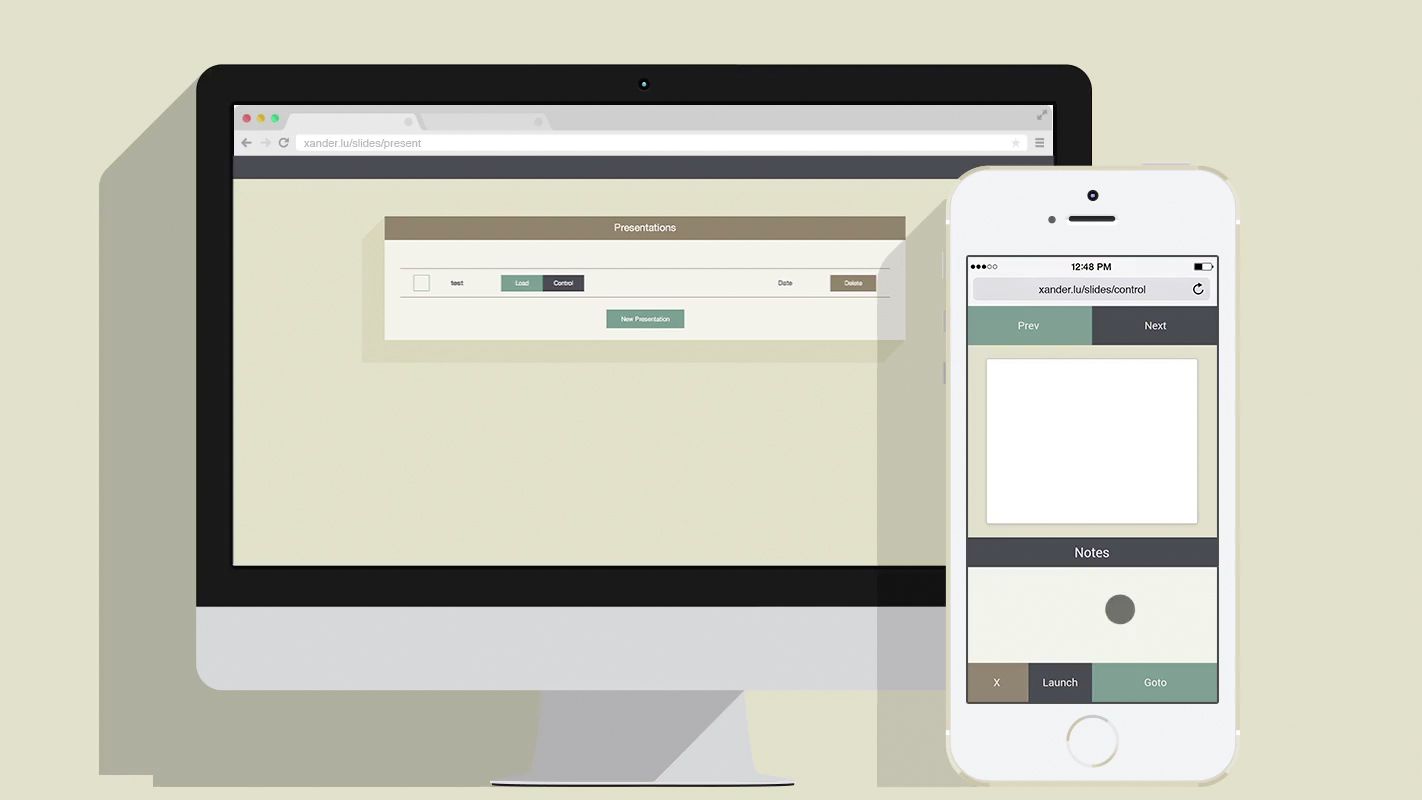 xander.lu/slides/present
Presentations
test Load Control Date Delete
New Presentation
12:48 PM
xander.lu/slides/control
Prev Next
Notes
X Launch Goto